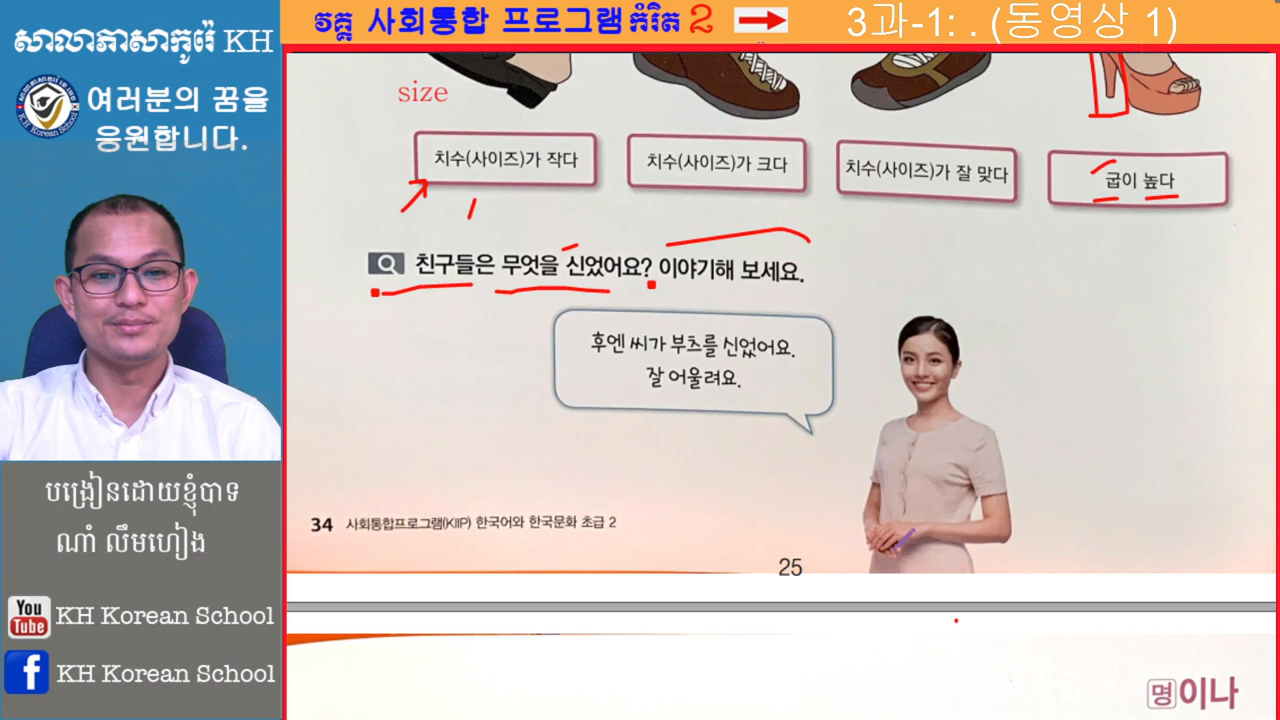 សាលាភាសាកូរ៉េ KH
여러분의 꿈을
응원합니다.
វគ្គ 사회통합 프로그램 កំរិត 2
3과-1: . (동영상 1)
size
치수(사이즈)가 작다
치수(사이즈)가 크다
치수(사이즈)가 잘 맞다
굽이 높다
친구들은 무엇을 신었어요? 이야기해 보세요.
후엔 씨가 부츠를 신었어요.
잘 어울려요.
34 사회통합프로그램(KIIP) 한국어와 한국문화 초급 2
25
명이나
បង្រៀនដោយខ្ញុំបាទ
ណាំ លឹមហៀង
You Tube KH Korean School
f KH Korean School